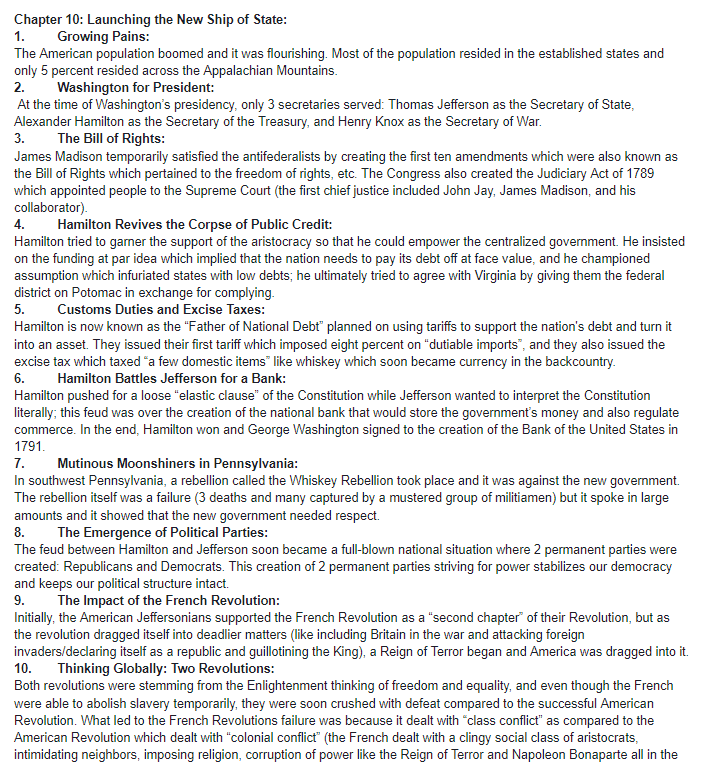 Chapter 10: Launching the New Ship of State:
1. Growing Pains:
The American population boomed and it was flourishing. Most of the population resided in the established states and
only 5 percent resided across the Appalachian Mountains.
2. Washington for President:
At the time of Washington's presidency, only 3 secretaries served: Thomas Jefferson as the Secretary of State,
Alexander Hamilton as the Secretary of the Treasury, and Henry Knox as the Secretary of War.
3. The Bill of Rights:
James Madison temporarily satisfied the antifederalists by creating the first ten amendments which were also known as
the Bill of Rights which pertained to the freedom of rights, etc. The Congress also created the Judiciary Act of 1789
which appointed people to the Supreme Court (the first chief justice included John Jay, James Madison, and his
collaborator).
4. Hamilton Revives the Corpse of Public Credit:
Hamilton tried to garner the support of the aristocracy so that he could empower the centralized government. He insisted
on the funding at par idea which implied that the nation needs to pay its debt off at face value, and he championed
assumption which infuriated states with low debts; he ultimately tried to agree with Virginia by giving them the federal
district on Potomac in exchange for complying.
5. Customs Duties and Excise Taxes:
Hamilton is now known as the "Father of National Debt" planned on using tariffs to support the nation's debt and turn it
into an asset. They issued their first tariff which imposed eight percent on "dutiable imports", and they also issued the
excise tax which taxed "a few domestic items" like whiskey which soon became currency in the backcountry.
6. Hamilton Battles Jefferson for a Bank:
Hamilton pushed for a loose "elastic clause" of the Constitution while Jefferson wanted to interpret the Constitution
literally; this feud was over the creation of the national bank that would store the government's money and also regulate
commerce. In the end, Hamilton won and George Washington signed to the creation of the Bank of the United States in
1791.
7. Mutinous Moonshiners in Pennsylvania:
In southwest Pennsylvania, a rebellion called the Whiskey Rebellion took place and it was against the new government.
The rebellion itself was a failure (3 deaths and many captured by a mustered group of militiamen) but it spoke in large
amounts and it showed that the new government needed respect.
8. The Emergence of Political Parties:
The feud between Hamilton and Jefferson soon became a full-blown national situation where 2 permanent parties were
created: Republicans and Democrats. This creation of 2 permanent parties striving for power stabilizes our democracy
and keeps our political structure intact.
9. The Impact of the French Revolution:
Initially, the American Jeffersonians supported the French Revolution as a "second chapter" of their Revolution, but as
the revolution dragged itself into deadlier matters (like including Britain in the war and attacking foreign
invaders/declaring itself as a republic and guillotining the King), a Reign of Terror began and America was dragged into it.
10. Thinking Globally: Two Revolutions:
Both revolutions were stemming from the Enlightenment thinking of freedom and equality, and even though the French
were able to abolish slavery temporarily, they were soon crushed with defeat compared to the successful American
Revolution. What led to the French Revolutions failure was because it dealt with "class conflict" as compared to the
American Revolution which dealt with "colonial conflict" (the French dealt with a clingy social class of aristocrats,
intimidating neighbors, imposing religion, corruption of power like the Reign of Terror and Napoleon Bonaparte all in the